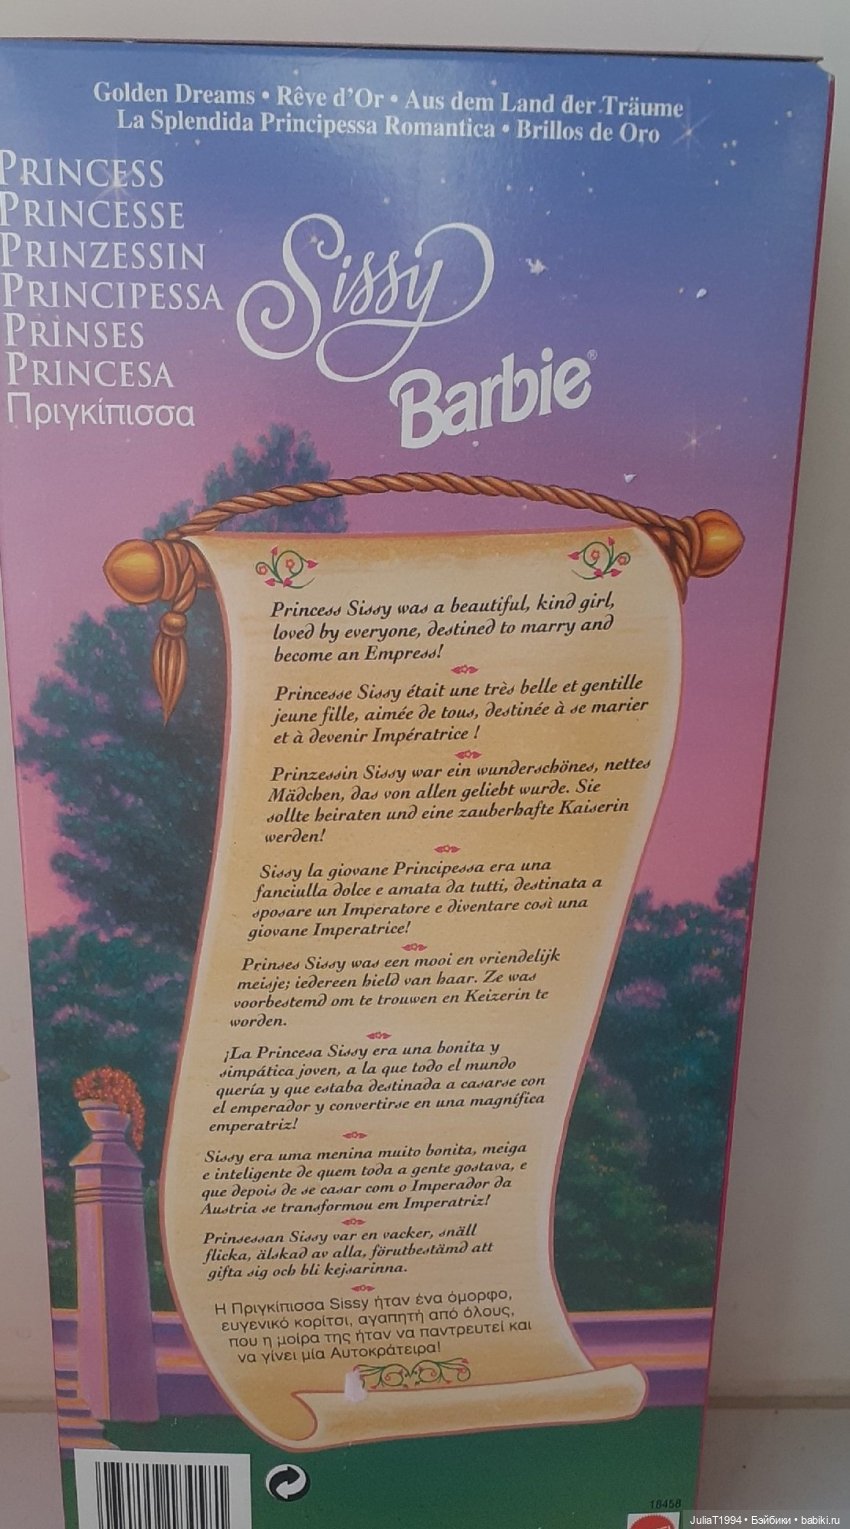 Golden Dreams • Rêve d'Or • Aus dem Land der Träume
La Splendida Principessa Romantica • Brillos de Oro
PRINCESS
PRINCESSE
PRINZESSIN
PRINCIPESSA
PRINSES
PRINCESA
Πριγκίπισσα
Sissy
Barbie®
Princess Sissy was a beautiful, kind girl,
loved by everyone, destined to marry and
become an Empress!
Princesse Sissy était une très belle et gentille
jeune fille, aimée de tous, destinée à se marier
et à devenir Impératrice !
Prinzessin Sissy war ein wunderschönes, nettes
Mädchen, das von allen geliebt wurde. Sie
sollte heiraten und eine zauberhafte Kaiserin
werden!
Sissy la giovane Principessa era una
fanciulla dolce e amata da tutti, destinata a
sposare un Imperatore e diventare così una
giovane Imperatrice!
Prinses Sissy was een mooi en vriendelijk
meisje; iedereen hield van haar. Ze was
voorbestemd om te trouwen en Keizerin te
worden.
¡La Princesa Sissy era una bonita y
simpática joven, a la que todo el mundo
quería y que estaba destinada a casarse con
el emperador y convertirse en una magnífica
emperatriz!
Sissy era uma menina muito bonita, meiga
e inteligente de quem toda a gente gostava, e
que depois de se casar com o Imperador da
Austria se transformou em Imperatriz!
Prinsessan Sissy var en vacker, snäll
flicka, älskad av alla, förutbestämd att
gifta sig och bli kejsarinna.
Η Πριγκίπισσα Sissy ήταν ένα όμορφο,
ευγενικό κορίτσι, αγαπητή από όλους,
που η μοίρα της ήταν να παντρευτεί και
να γίνει μία Αυτοκράτειρα!
18458
JuliaT1994 • Бэйбики • babiki.ru